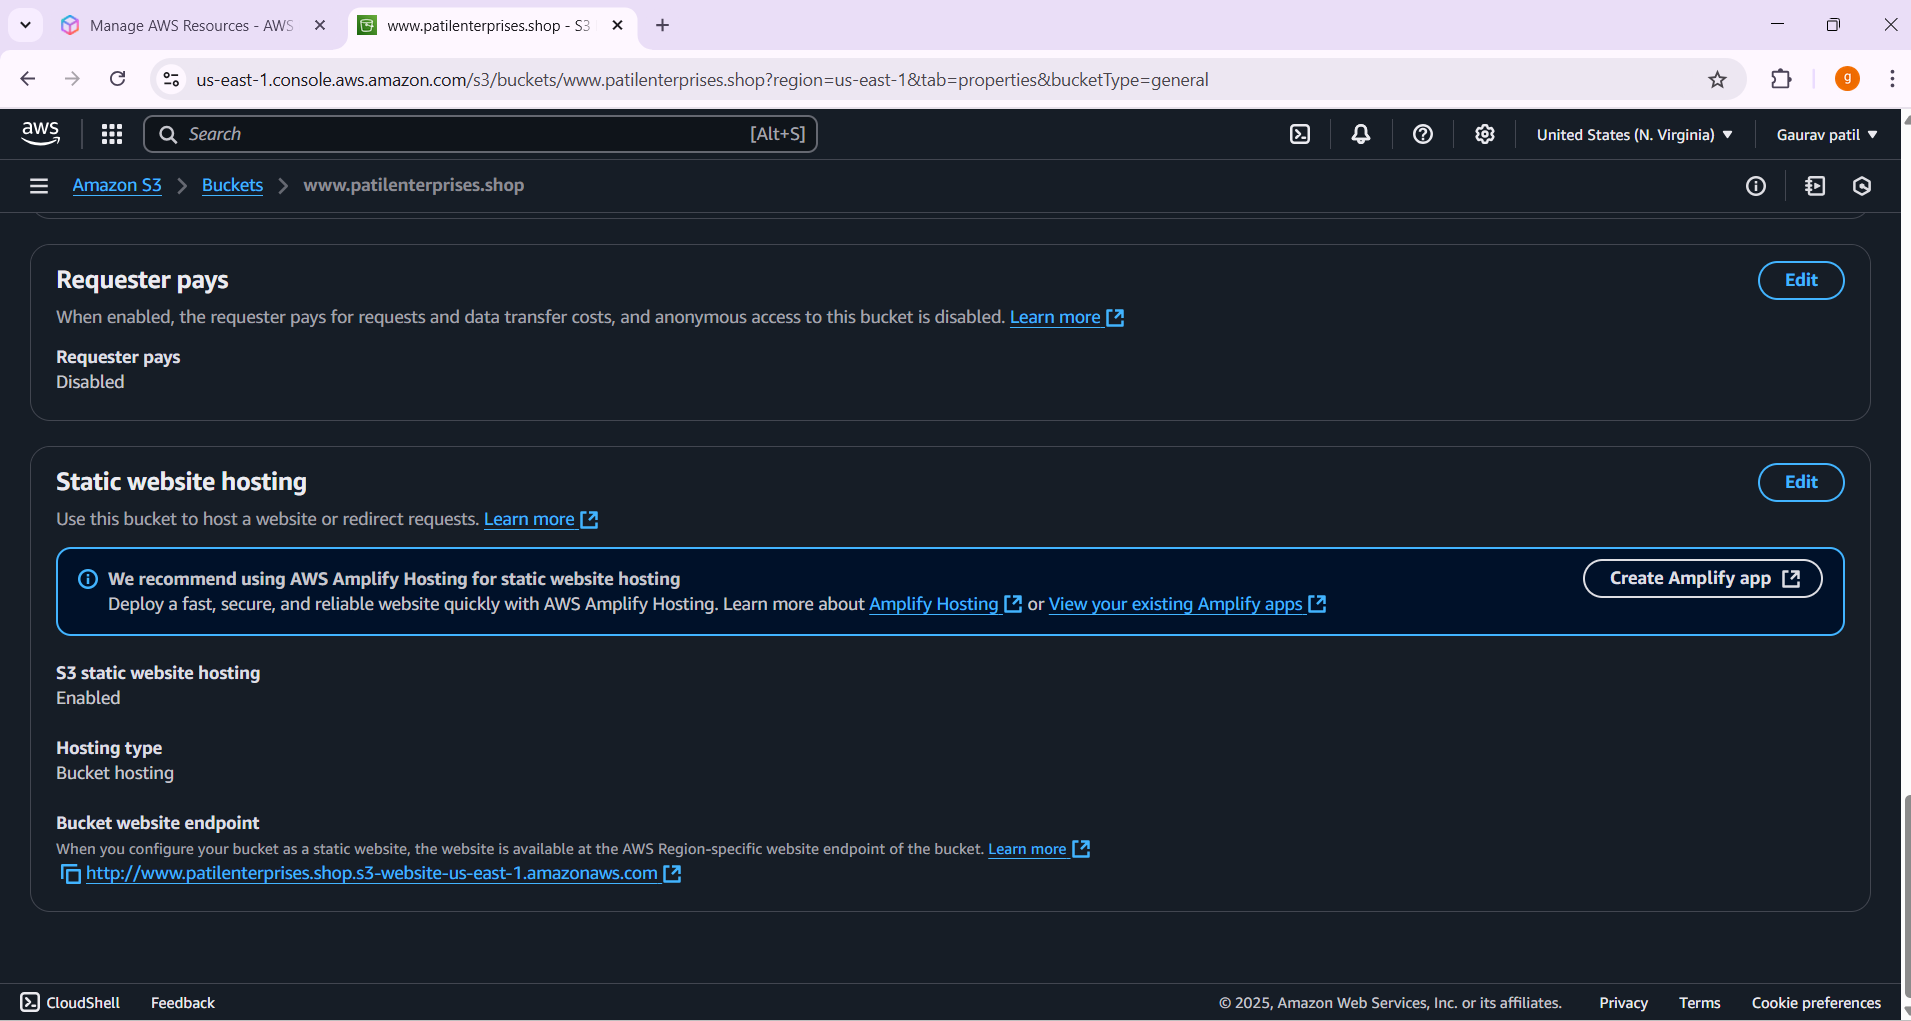 Manage AWS Resources - AWS
www.patilenterprises.shop - S3
us-east-1.console.aws.amazon.com/s3/buckets/www.patilenterprises.shop?region=us-east-1&tab=properties&bucketType=general
g
aws
Search
[Alt+S]
United States (N. Virginia)
Gaurav patil
Amazon S3
Buckets
www.patilenterprises.shop
Requester pays
Edit
When enabled, the requester pays for requests and data transfer costs, and anonymous access to this bucket is disabled. Learn more
Requester pays
Disabled
Static website hosting
Edit
Use this bucket to host a website or redirect requests. Learn more
We recommend using AWS Amplify Hosting for static website hosting
Deploy a fast, secure, and reliable website quickly with AWS Amplify Hosting. Learn more about Amplify Hosting or View your existing Amplify apps
Create Amplify app
S3 static website hosting
Enabled
Hosting type
Bucket hosting
Bucket website endpoint
When you configure your bucket as a static website, the website is available at the AWS Region-specific website endpoint of the bucket. Learn more
http://www.patilenterprises.shop.s3-website-us-east-1.amazonaws.com
CloudShell
Feedback
© 2025, Amazon Web Services, Inc. or its affiliates.
Privacy
Terms
Cookie preferences